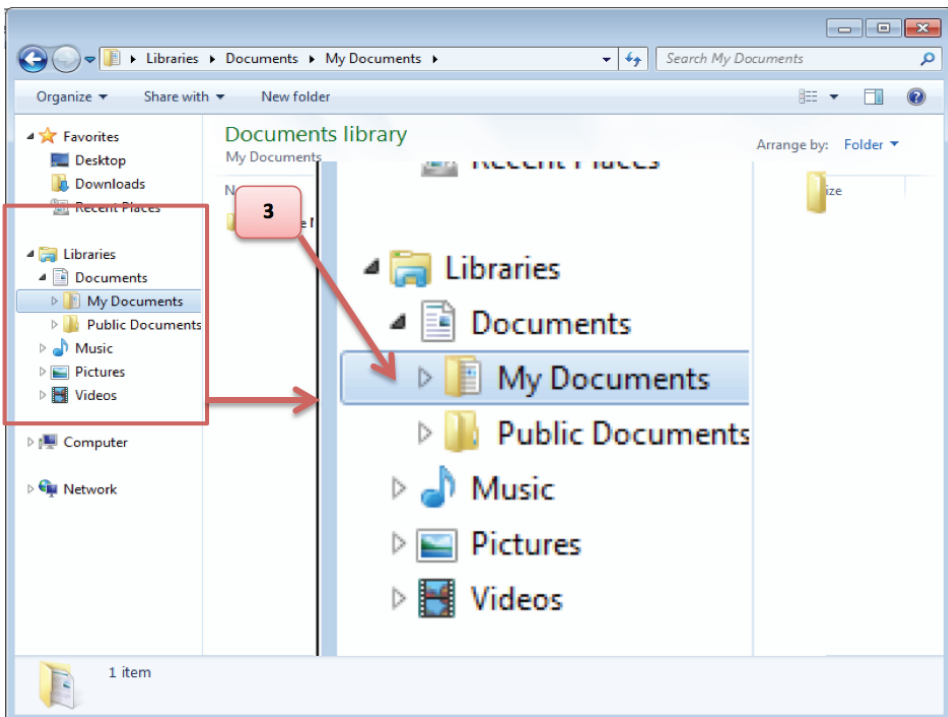 Libraries Documents My Documents
Search My Documents
Organize Share with New folder
Favorites
Desktop
Downloads
Recent Places
Libraries
Documents
My Documents
Public Documents
Music
Pictures
Videos
Computer
Network
Documents library
My Documents
Arrange by: Folder
3
Recent Places
Libraries
Documents
My Documents
Public Documents
Music
Pictures
Videos
1 item